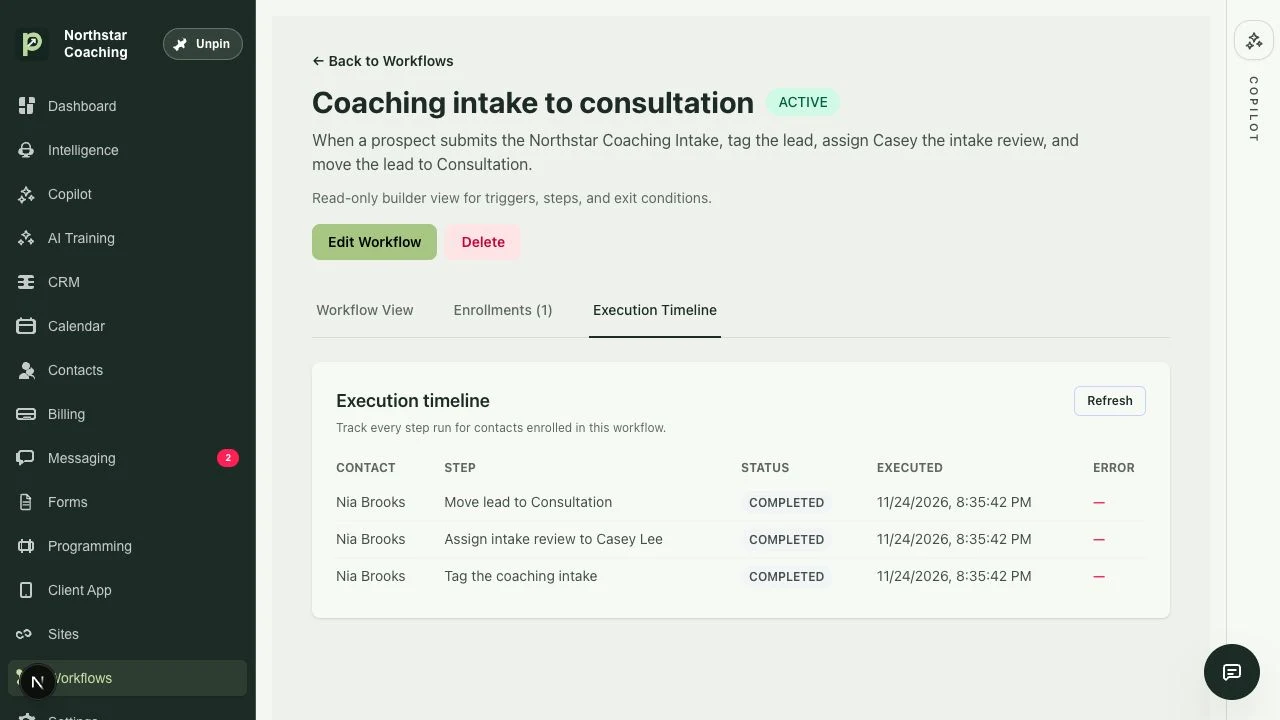 Northstar
Coaching
Unpin
Dashboard
Intelligence
Copilot
AI Training
CRM
Calendar
Contacts
Billing
Messaging
2
Forms
Programming
Client App
Sites
Workflows
Settings
N
← Back to Workflows
Coaching intake to consultation
ACTIVE
When a prospect submits the Northstar Coaching Intake, tag the lead, assign Casey the intake review, and
move the lead to Consultation.
Read-only builder view for triggers, steps, and exit conditions.
Edit Workflow
Delete
Workflow View
Enrollments (1)
Execution Timeline
Execution timeline
Refresh
Track every step run for contacts enrolled in this workflow.
CONTACT STEP STATUS EXECUTED ERROR
Nia Brooks Move lead to Consultation COMPLETED 11/24/2026, 8:35:42 PM —
Nia Brooks Assign intake review to Casey Lee COMPLETED 11/24/2026, 8:35:42 PM —
Nia Brooks Tag the coaching intake COMPLETED 11/24/2026, 8:35:42 PM —
COPILOT